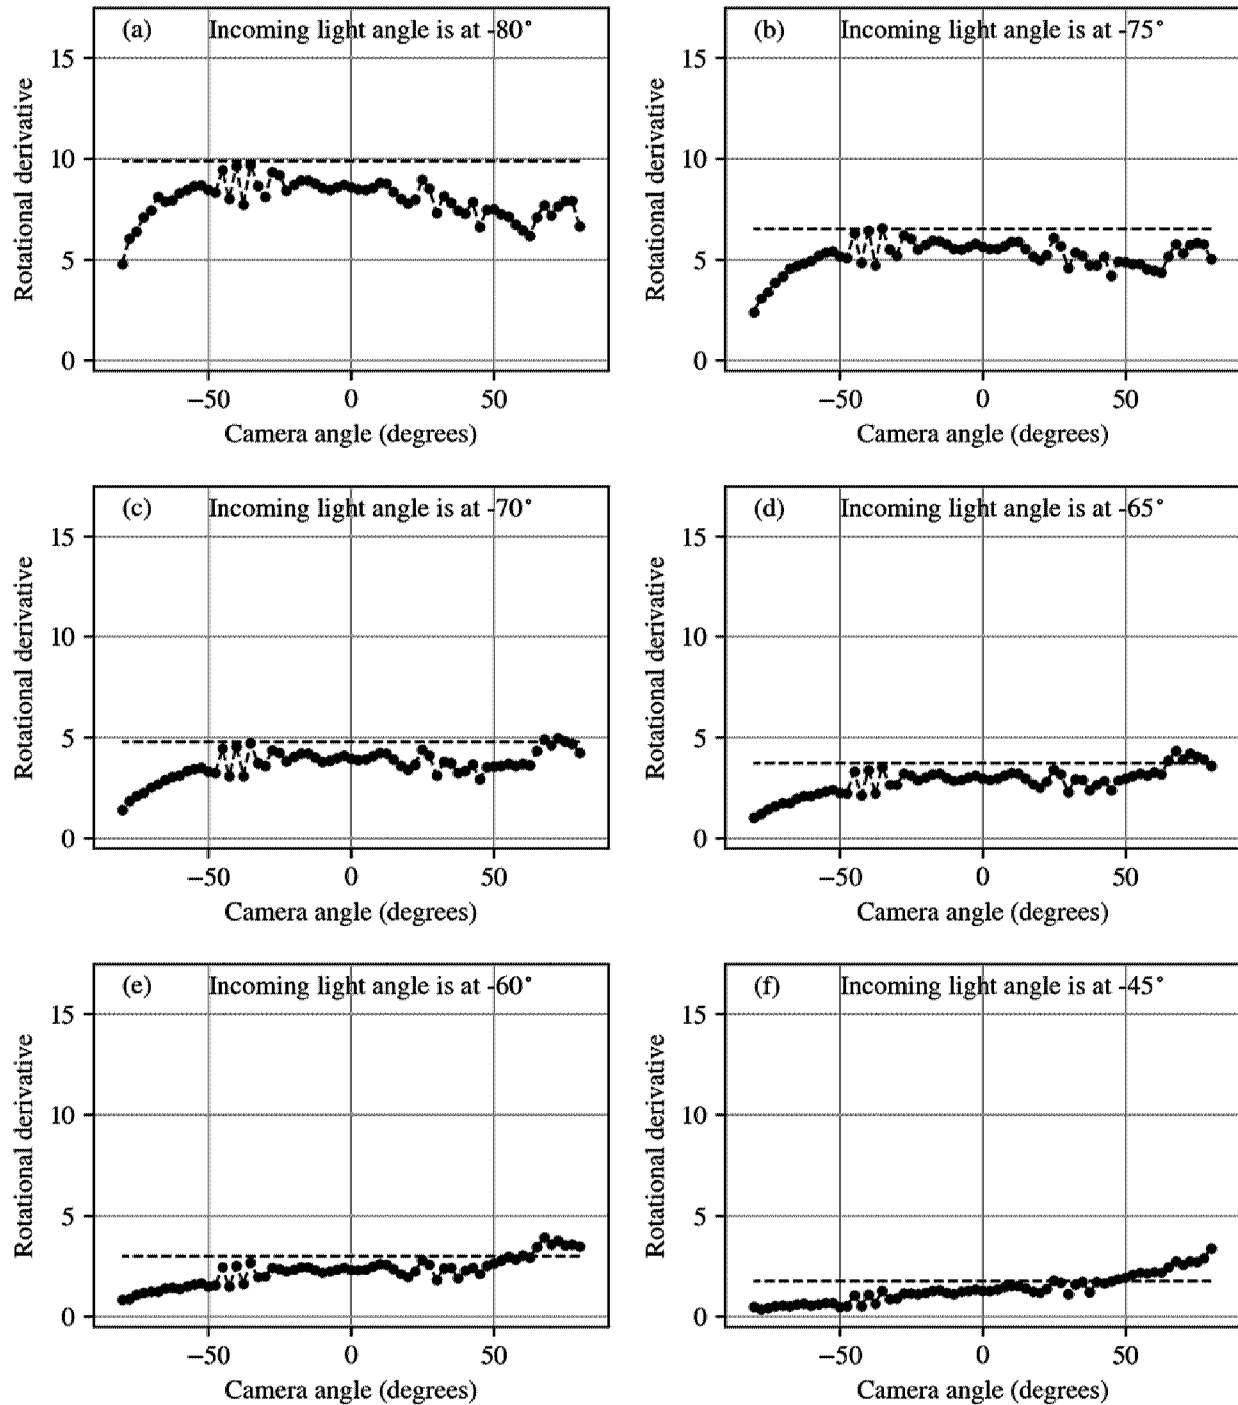 (a) Incoming light angle is at -80°
15
10
5
0
Rotational derivative
−50 0 50
Camera angle (degrees)
(b) Incoming light angle is at -75°
15
10
5
0
Rotational derivative
−50 0 50
Camera angle (degrees)
(c) Incoming light angle is at -70°
15
10
5
0
Rotational derivative
−50 0 50
Camera angle (degrees)
(d) Incoming light angle is at -65°
15
10
5
0
Rotational derivative
−50 0 50
Camera angle (degrees)
(e) Incoming light angle is at -60°
15
10
5
0
Rotational derivative
−50 0 50
Camera angle (degrees)
(f) Incoming light angle is at -45°
15
10
5
0
Rotational derivative
−50 0 50
Camera angle (degrees)